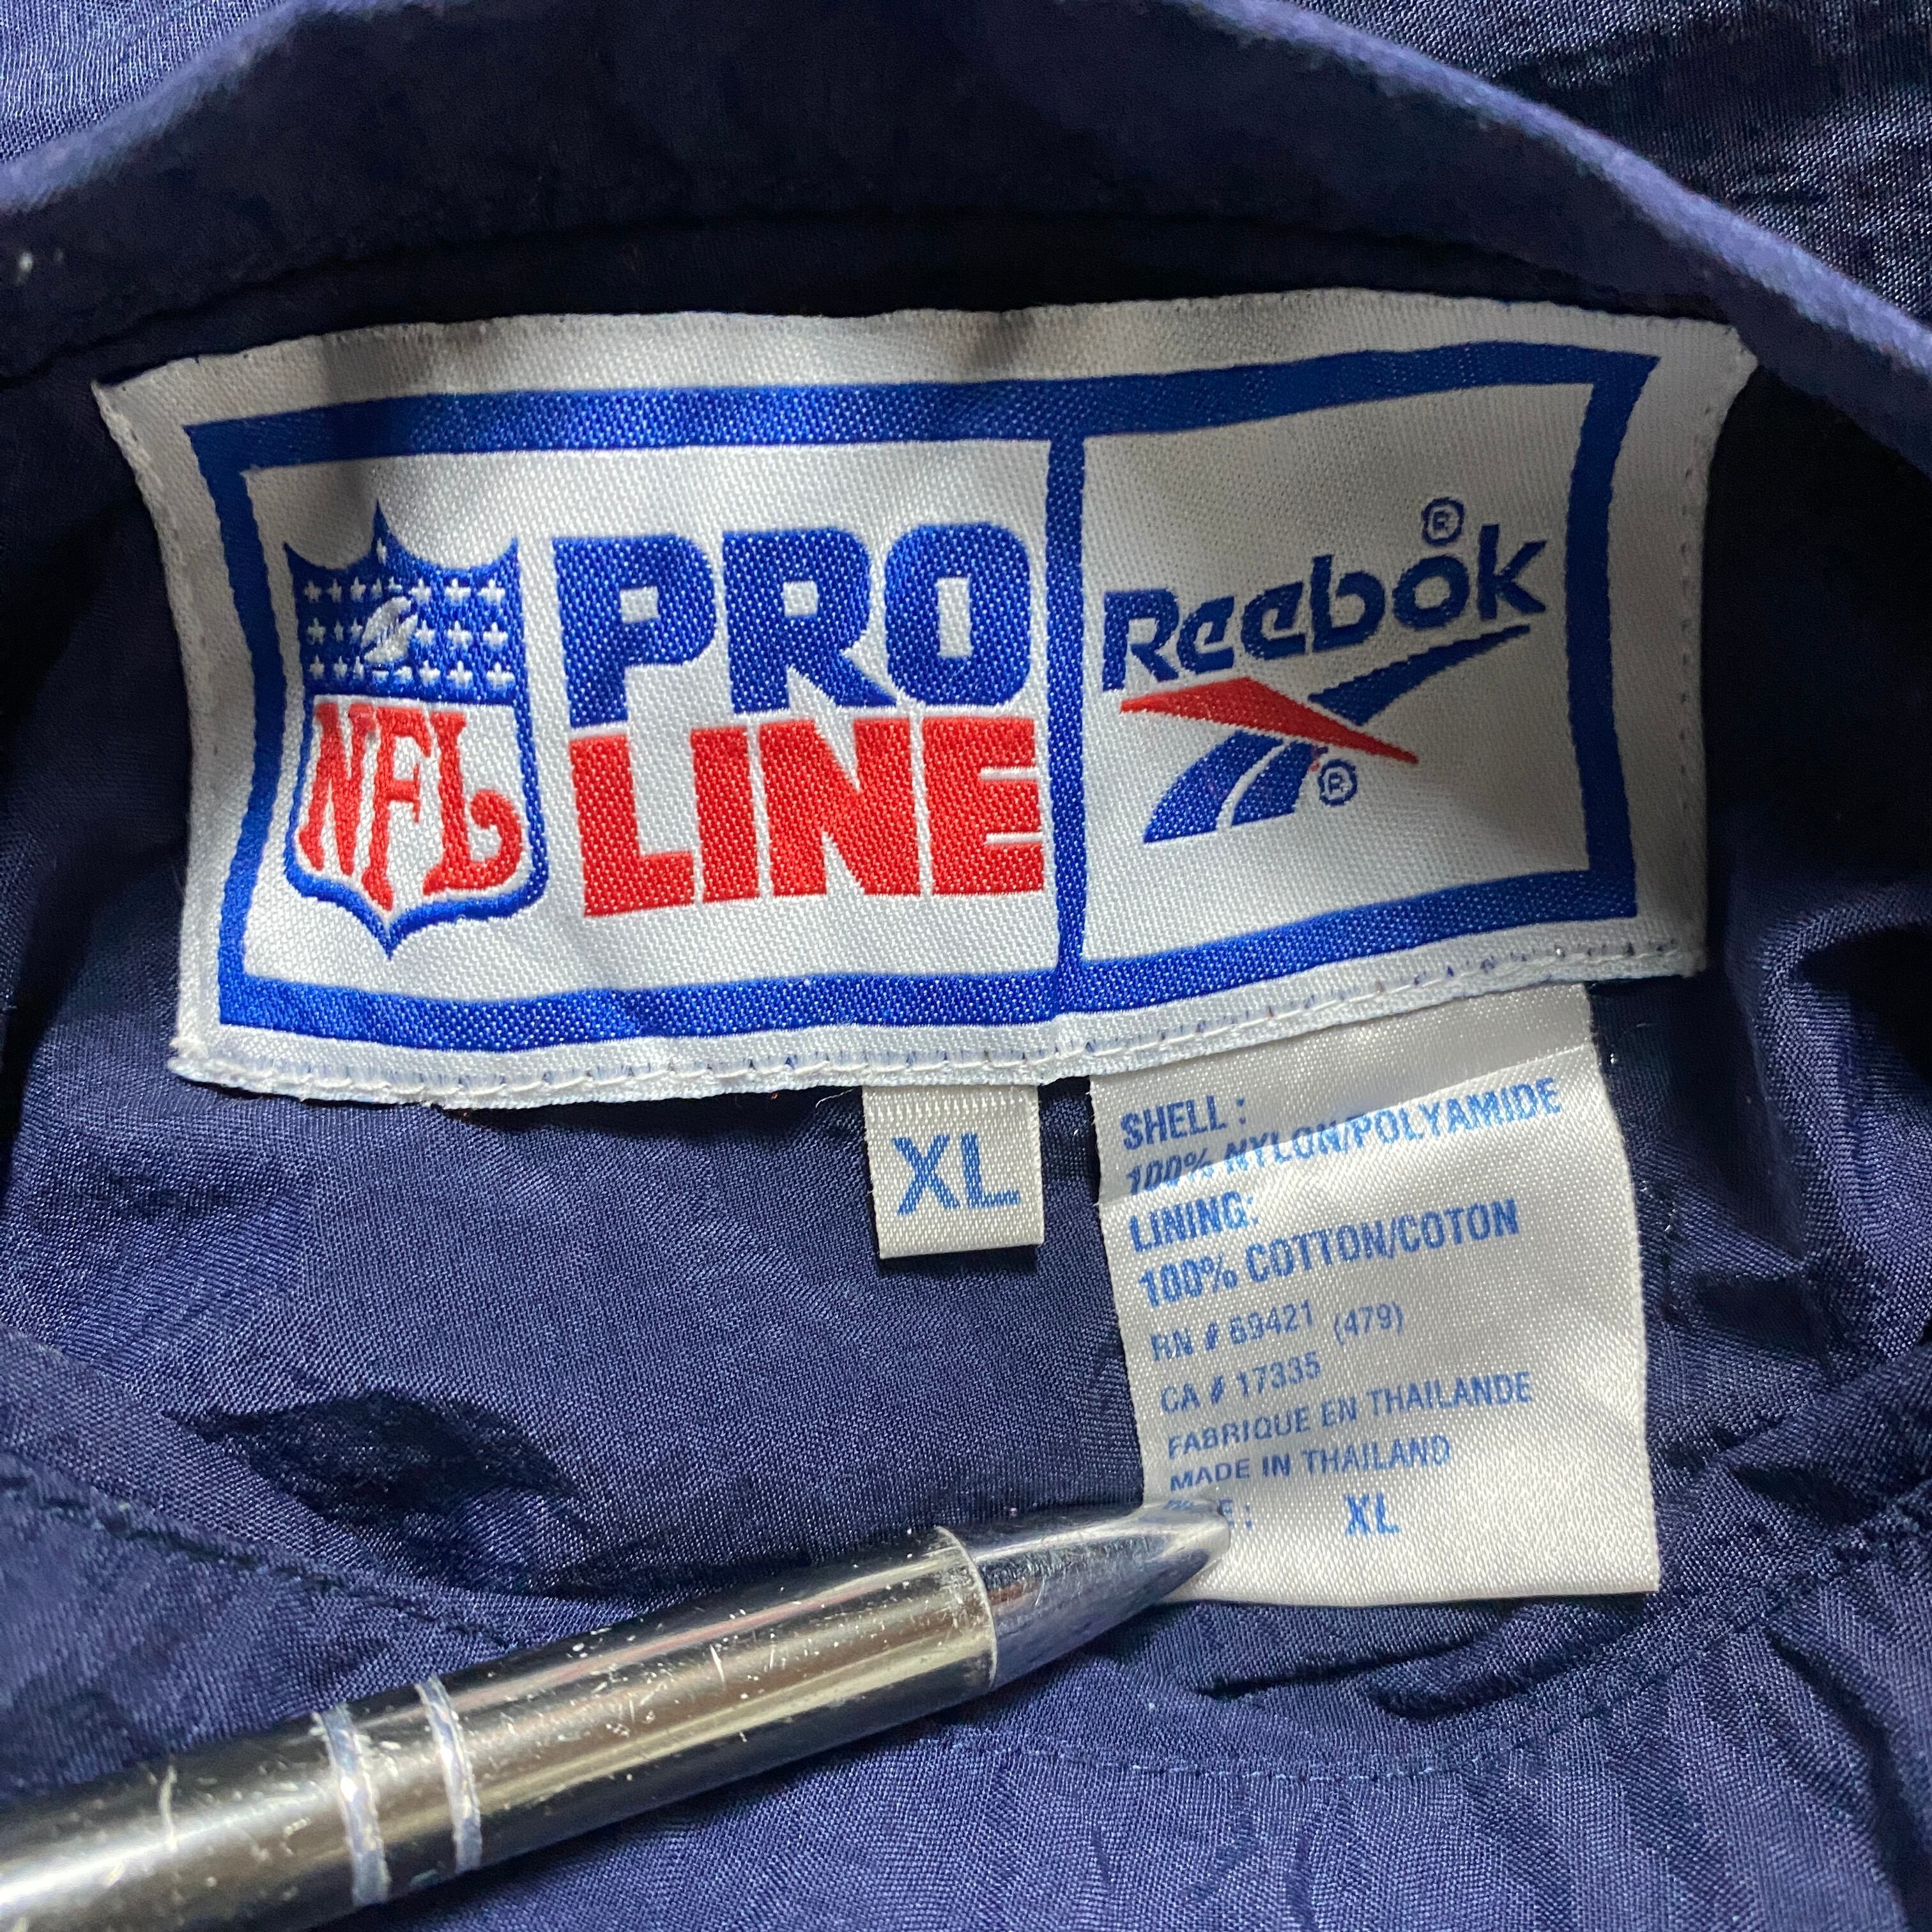 NFL
PRO
LINE
Reebok®
®
XL
SHELL:
100% NYLON/POLYAMIDE
LINING:
100% COTTON/COTON
RN # 69421 (479)
CA # 17335
FABRIQUE EN THAILANDE
MADE IN THAILAND
XL